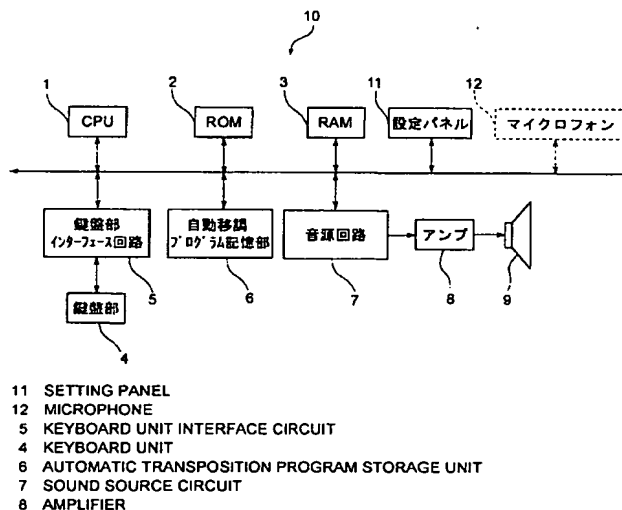 10
1
2
3
11
12
CPU
ROM
RAM
設定パネル
マイクロフォン
鍵盤部
インターフェース回路
自動移調
プログラム記憶部
音源回路
アンプ
5
6
7
8
9
鍵盤部
4
11 SETTING PANEL
12 MICROPHONE
5 KEYBOARD UNIT INTERFACE CIRCUIT
4 KEYBOARD UNIT
6 AUTOMATIC TRANSPOSITION PROGRAM STORAGE UNIT
7 SOUND SOURCE CIRCUIT
8 AMPLIFIER